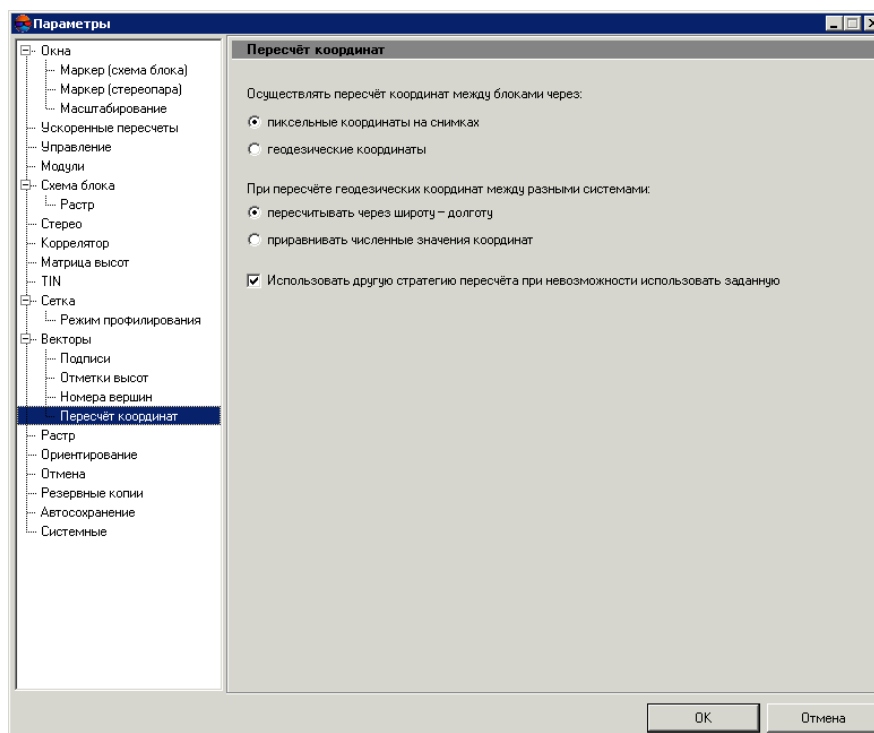 Параметры
Окна
Маркер (схема блока)
Маркер (стереопара)
Масштабирование
Ускоренные пересчеты
Управление
Модули
Схема блока
Растр
Стерео
Коррелятор
Матрица высот
TIN
Сетка
Режим профилирования
Векторы
Подписи
Отметки высот
Номера вершин
Пересчёт координат
Растр
Ориентирование
Отмена
Резервные копии
Автосохранение
Системные
Пересчёт координат
Осуществлять пересчёт координат между блоками через:
пиксельные координаты на снимках
геодезические координаты
При пересчёте геодезических координат между разными системами:
пересчитывать через широту – долготу
приравнивать численные значения координат
Использовать другую стратегию пересчёта при невозможности использовать заданную
OK
Отмена